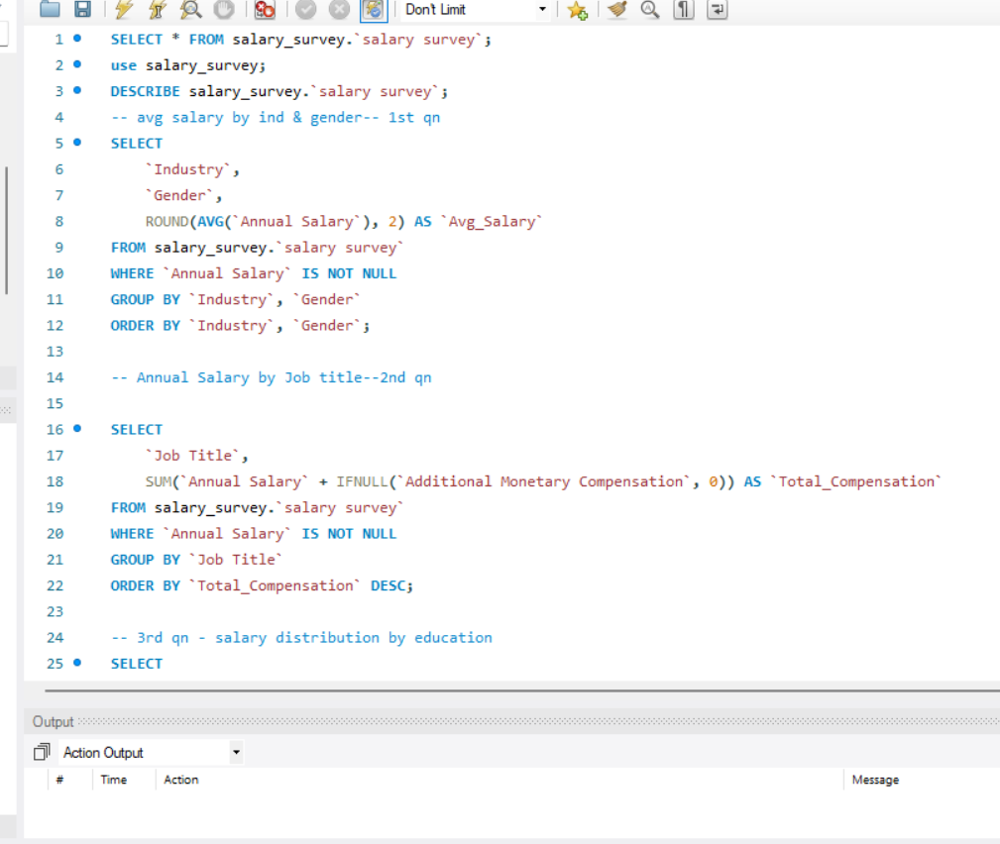 Don't Limit
1 SELECT * FROM salary_survey.`salary survey`;
2 use salary_survey;
3 DESCRIBE salary_survey.`salary survey`;
4 -- avg salary by ind & gender-- 1st qn
5 SELECT
6 `Industry`,
7 `Gender`,
8 ROUND(AVG(`Annual Salary`), 2) AS `Avg_Salary`
9 FROM salary_survey.`salary survey`
10 WHERE `Annual Salary` IS NOT NULL
11 GROUP BY `Industry`, `Gender`
12 ORDER BY `Industry`, `Gender`;
13
14 -- Annual Salary by Job title--2nd qn
15
16 SELECT
17 `Job Title`,
18 SUM(`Annual Salary` + IFNULL(`Additional Monetary Compensation`, 0)) AS `Total_Compensation`
19 FROM salary_survey.`salary survey`
20 WHERE `Annual Salary` IS NOT NULL
21 GROUP BY `Job Title`
22 ORDER BY `Total_Compensation` DESC;
23
24 -- 3rd qn - salary distribution by education
25 SELECT
Output
Action Output
# Time Action Message